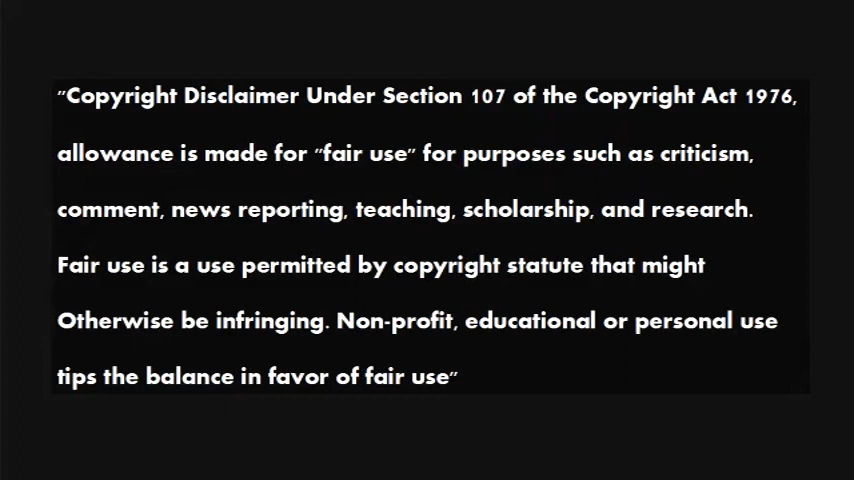 "Copyright Disclaimer Under Section 107 of the Copyright Act 1976,
allowance is made for "fair use" for purposes such as criticism,
comment, news reporting, teaching, scholarship, and research.
Fair use is a use permitted by copyright statute that might
Otherwise be infringing. Non-profit, educational or personal use
tips the balance in favor of fair use"